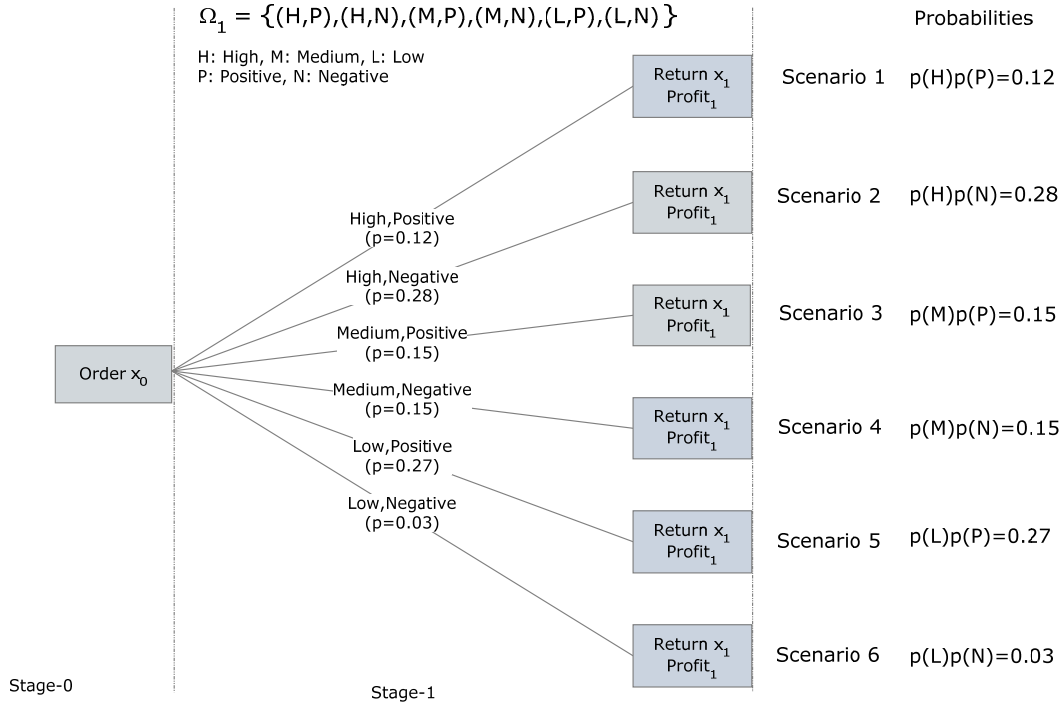 Ω₁ = {(H,P),(H,N),(M,P),(M,N),(L,P),(L,N)}
Probabilities
H: High, M: Medium, L: Low
P: Positive, N: Negative
Return x₁
Profit₁
Scenario 1
p(H)p(P)=0.12
Return x₁
Profit₁
Scenario 2
p(H)p(N)=0.28
High,Positive
(p=0.12)
High,Negative
(p=0.28)
Return x₁
Profit₁
Scenario 3
p(M)p(P)=0.15
Medium,Positive
(p=0.15)
Order x₀
Medium,Negative
(p=0.15)
Return x₁
Profit₁
Scenario 4
p(M)p(N)=0.15
Low,Positive
(p=0.27)
Low,Negative
(p=0.03)
Return x₁
Profit₁
Scenario 5
p(L)p(P)=0.27
Return x₁
Profit₁
Scenario 6
p(L)p(N)=0.03
Stage-0
Stage-1